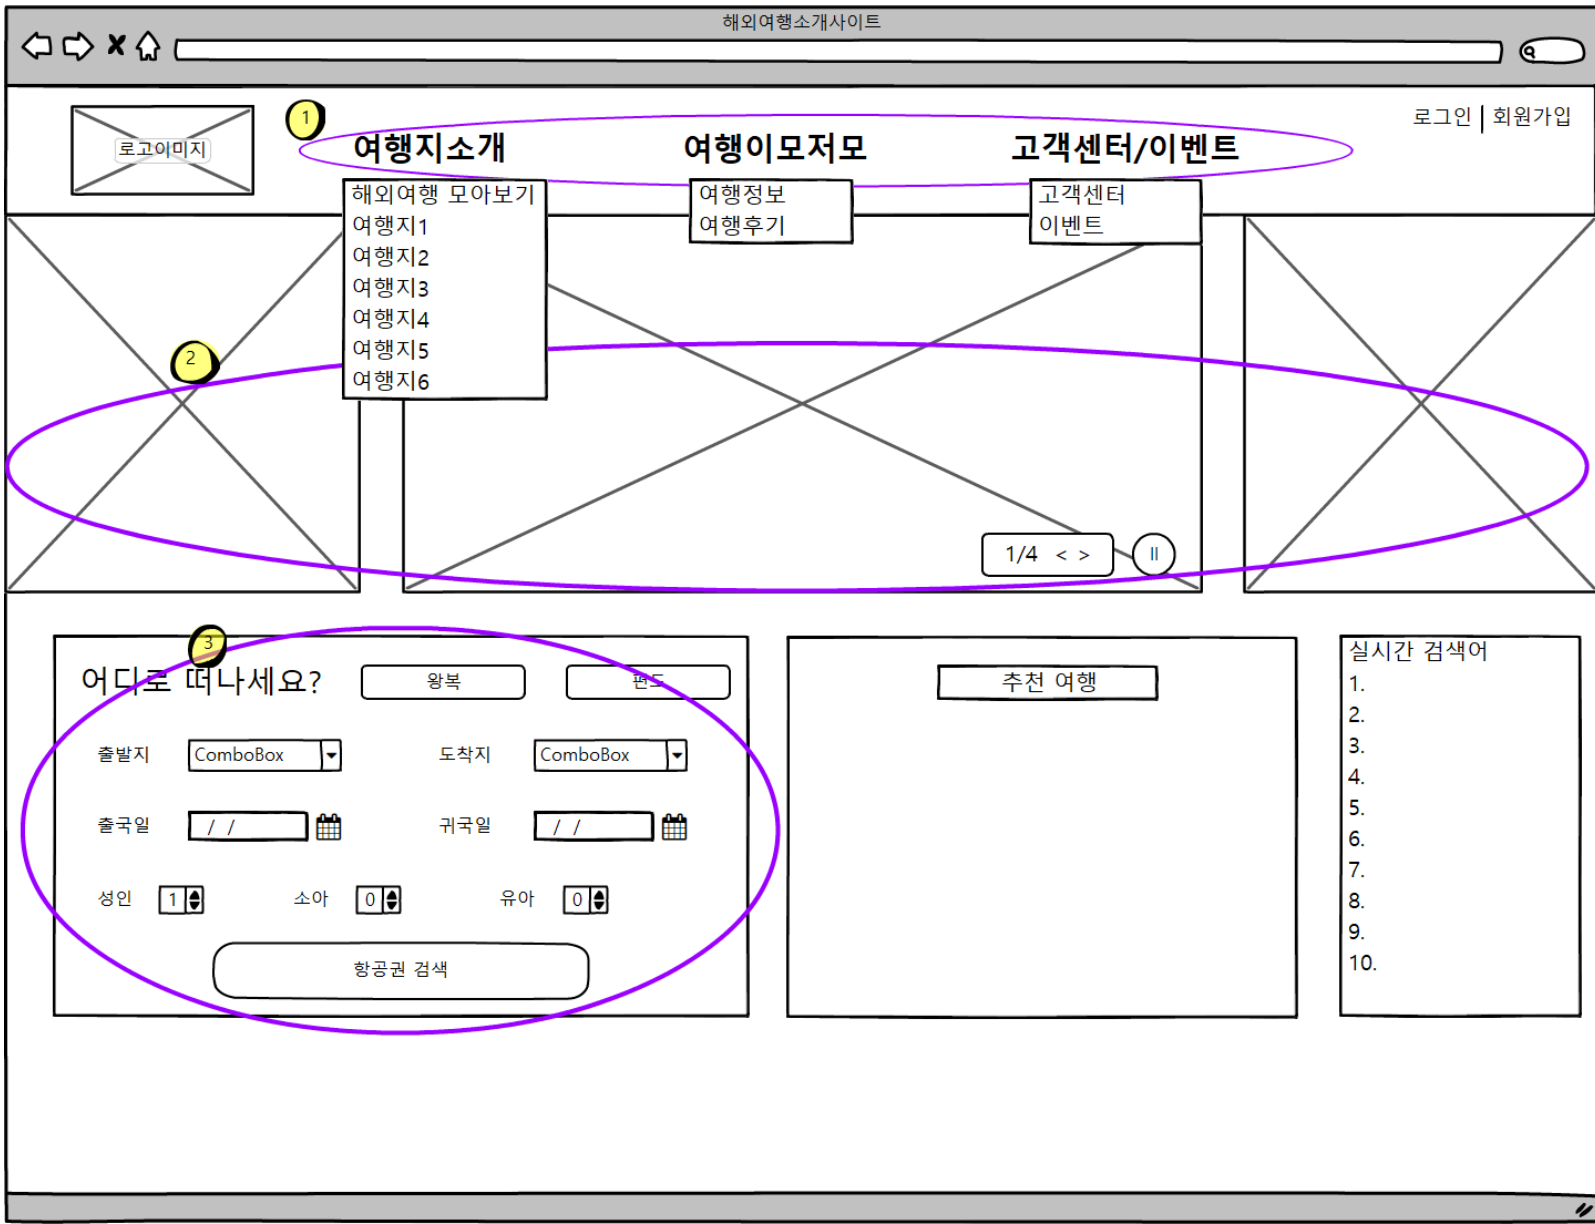 해외여행소개사이트
로고이미지
1
여행지소개
여행이모저모
고객센터/이벤트
로그인 | 회원가입
해외여행 모아보기
여행지1
여행지2
여행지3
여행지4
여행지5
여행지6
여행정보
여행후기
고객센터
이벤트
2
1/4 < >
II
3
어디로 떠나세요?
왕복
편도
출발지
ComboBox
도착지
ComboBox
출국일
/ /
귀국일
/ /
성인
1
소아
0
유아
0
항공권 검색
추천 여행
실시간 검색어
1.
2.
3.
4.
5.
6.
7.
8.
9.
10.